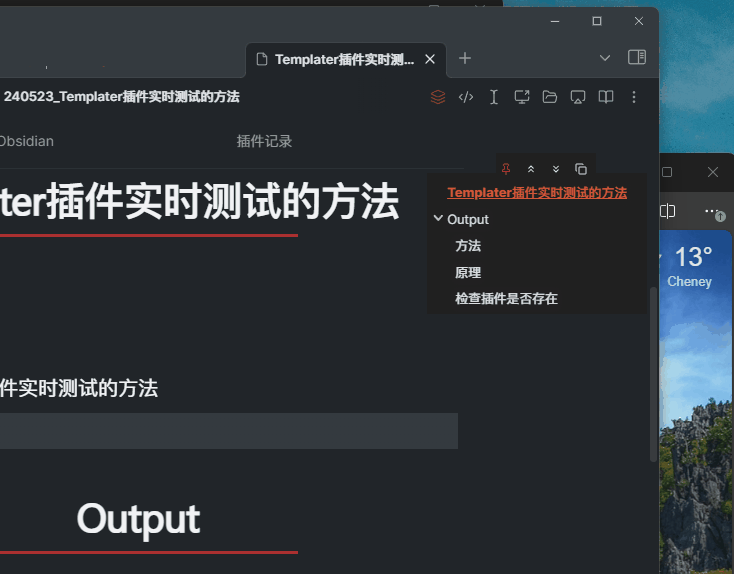 Templater插件实时测...
240523_Templater插件实时测试的方法
Obsidian
插件记录
ter插件实时测试的方法
Templater插件实时测试的方法
Output
方法
原理
检查插件是否存在
13°
Cheney
件实时测试的方法
Output